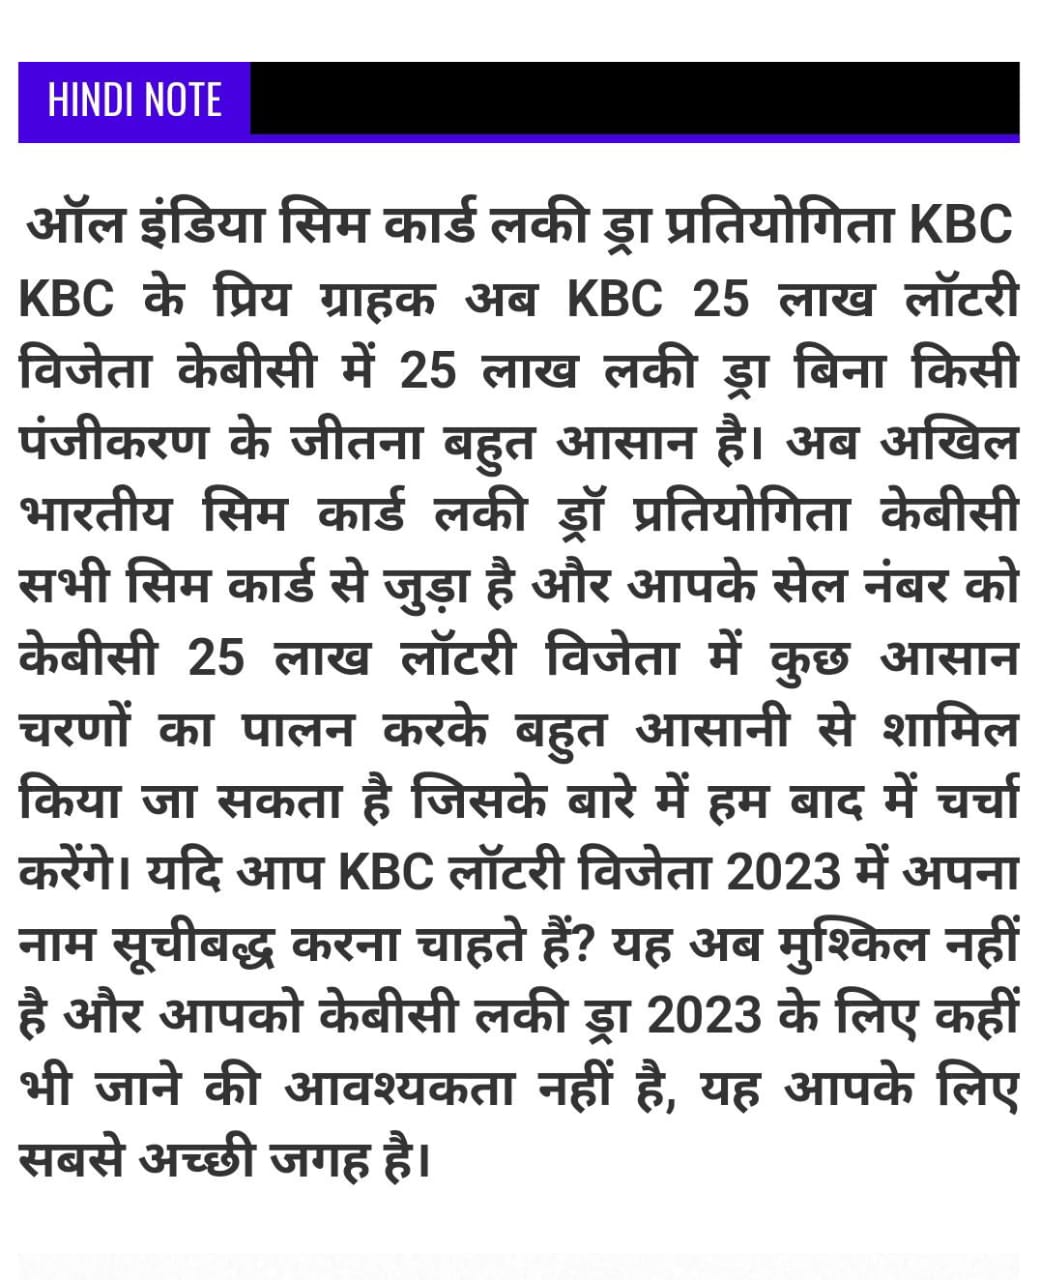 HINDI NOTE
ऑल इंडिया सिम कार्ड लकी ड्रा प्रतियोगिता KBC
KBC के प्रिय ग्राहक अब KBC 25 लाख लॉटरी
विजेता केबीसी में 25 लाख लकी ड्रा बिना किसी
पंजीकरण के जीतना बहुत आसान है। अब अखिल
भारतीय सिम कार्ड लकी ड्रॉ प्रतियोगिता केबीसी
सभी सिम कार्ड से जुड़ा है और आपके सेल नंबर को
केबीसी 25 लाख लॉटरी विजेता में कुछ आसान
चरणों का पालन करके बहुत आसानी से शामिल
किया जा सकता है जिसके बारे में हम बाद में चर्चा
करेंगे। यदि आप KBC लॉटरी विजेता 2023 में अपना
नाम सूचीबद्ध करना चाहते हैं? यह अब मुश्किल नहीं
है और आपको केबीसी लकी ड्रा 2023 के लिए कहीं
भी जाने की आवश्यकता नहीं है, यह आपके लिए
सबसे अच्छी जगह है।